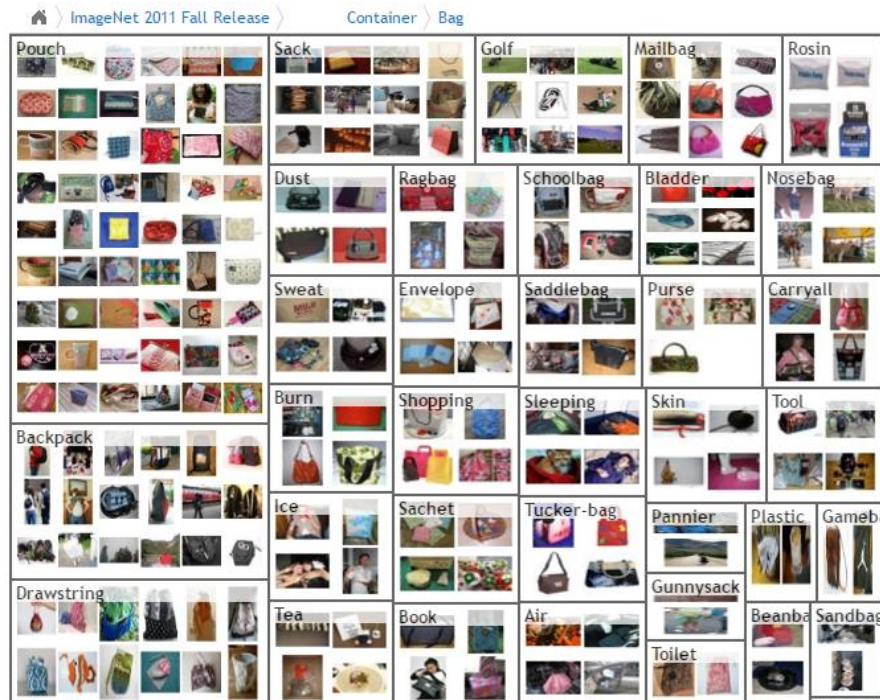 ImageNet 2011 Fall Release Container Bag
Pouch
Sack
Golf
Mailbag
Rosin
Dust
Ragbag
Schoolbag
Bladder
Nosebag
Sweat
Envelope
Saddlebag
Purse
Carryall
Burn
Shopping
Sleeping
Skin
Tool
Backpack
Ice
Sachet
Tucker-bag
Pannier
Plastic
Gameba
Gunnysack
Drawstring
Tea
Book
Air
Beanba
Sandbag
Toilet